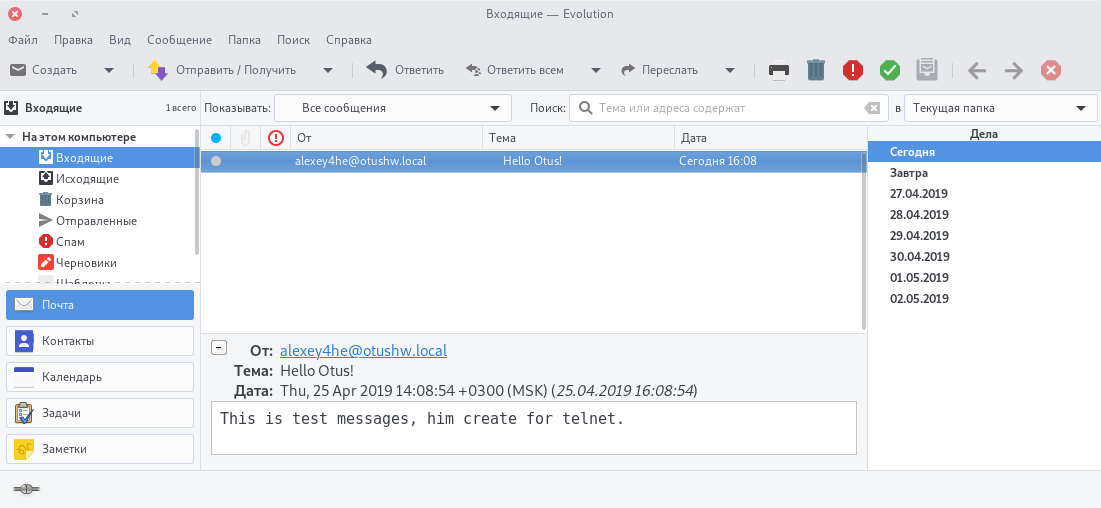 Входящие — Evolution
Файл Правка Вид Сообщение Папка Поиск Справка
Создать Отправить / Получить Ответить Ответить всем Переслать
Входящие 1 всего Показывать: Все сообщения Поиск: Тема или адреса содержат в Текущая папка
На этом компьютере
Входящие
Исходящие
Корзина
Отправленные
Спам
Черновики
Шаблоны
Почта
Контакты
Календарь
Задачи
Заметки
От Тема Дата
alexey4he@otushw.local Hello Otus! Сегодня 16:08
От: alexey4he@otushw.local
Тема: Hello Otus!
Дата: Thu, 25 Apr 2019 14:08:54 +0300 (MSK) (25.04.2019 16:08:54)
This is test messages, him create for telnet.
Дела
Сегодня
Завтра
27.04.2019
28.04.2019
29.04.2019
30.04.2019
01.05.2019
02.05.2019